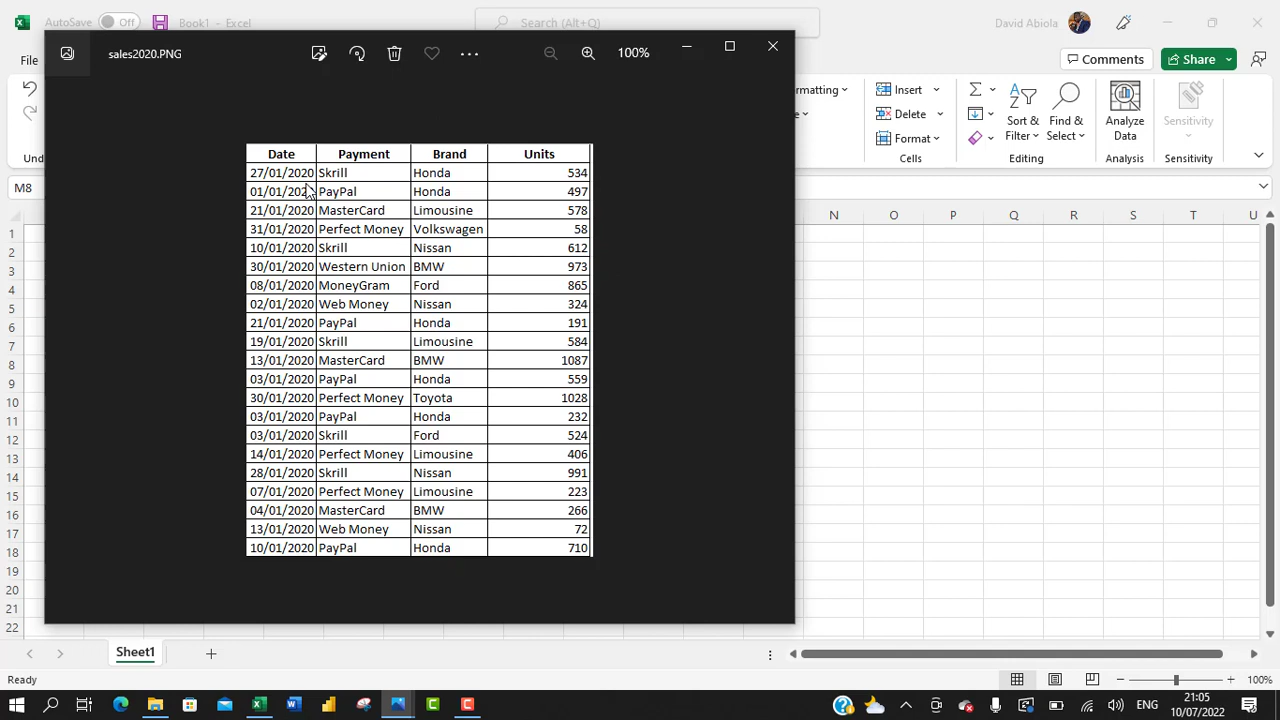 AutoSave Off Book1 - Excel Search (Alt+Q) David Abiola
sales2020.PNG 100%
File Comments Share
Undo
Date Payment Brand Units
27/01/2020 Skrill Honda 534
PayPal Honda 497
21/01/2020 MasterCard Limousine 578
31/01/2020 Perfect Money Volkswagen 58
10/01/2020 Skrill Nissan 612
30/01/2020 Western Union BMW 973
08/01/2020 MoneyGram Ford 865
02/01/2020 Web Money Nissan 324
21/01/2020 PayPal Honda 191
19/01/2020 Skrill Limousine 584
13/01/2020 MasterCard BMW 1087
03/01/2020 PayPal Honda 559
30/01/2020 Perfect Money Toyota 1028
03/01/2020 PayPal Honda 232
03/01/2020 Skrill Ford 524
14/01/2020 Perfect Money Limousine 406
28/01/2020 Skrill Nissan 991
07/01/2020 Perfect Money Limousine 223
04/01/2020 MasterCard BMW 266
13/01/2020 Web Money Nissan 72
10/01/2020 PayPal Honda 710
rmatting Insert
Delete
Format
Cells
Sort & Filter
Find & Select
Editing
Analyze Data
Analysis
Sensitivity
Sensitivity
M8
N O P Q R S T U
1
2
3
4
5
6
7
8
9
10
11
12
13
14
15
16
17
18
19
20
21
22
Sheet1
Ready 100%
ENG 21:05
10/07/2022